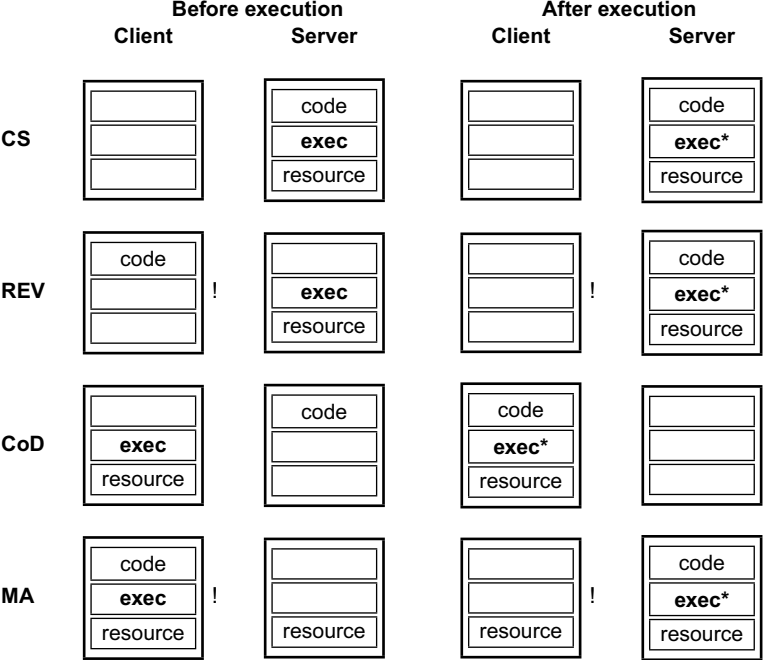 Before execution After execution
Client Server Client Server
code code
CS exec exec*
resource resource
code code
REV ! exec ! exec*
resource resource
code code
CoD exec exec*
resource resource
code code
MA exec ! ! exec*
resource resource resource resource